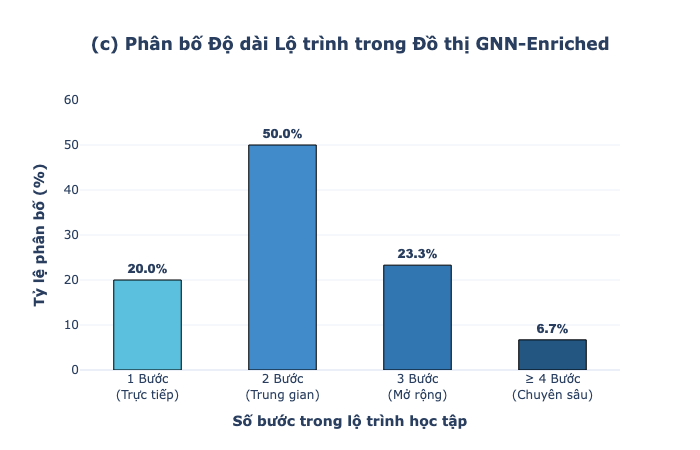 (c) Phân bố Độ dài Lộ trình trong Đồ thị GNN-Enriched
Tỷ lệ phân bố (%)
60
50
40
30
20
10
0
20.0%
50.0%
23.3%
6.7%
1 Bước
(Trực tiếp)
2 Bước
(Trung gian)
3 Bước
(Mở rộng)
≥ 4 Bước
(Chuyên sâu)
Số bước trong lộ trình học tập